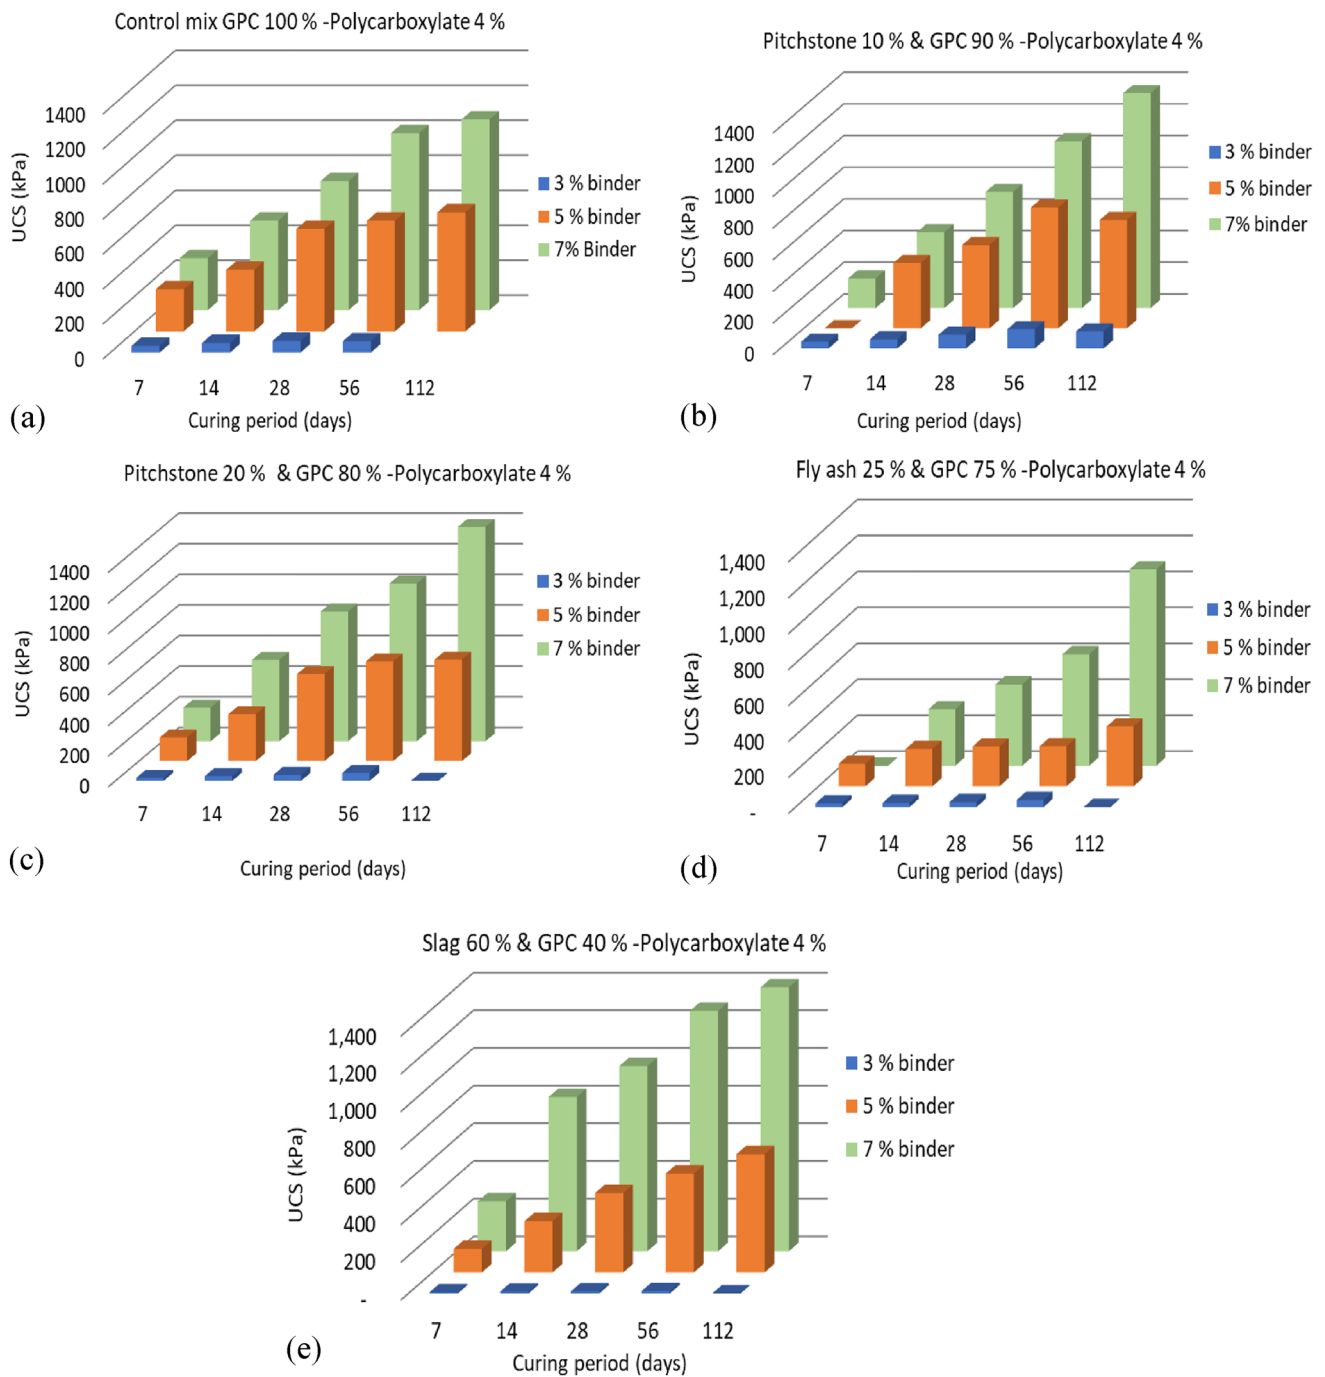 Control mix GPC 100 % -Polycarboxylate 4 %
1400
1200
1000
800
600
400
200
0
UCS (kPa)
7 14 28 56 112
Curing period (days)
3 % binder
5 % binder
7% Binder
(a)
Pitchstone 10 % & GPC 90 % -Polycarboxylate 4 %
1400
1200
1000
800
600
400
200
0
UCS (kPa)
7 14 28 56 112
Curing period (days)
3 % binder
5 % binder
7% binder
(b)
Pitchstone 20 % & GPC 80 % -Polycarboxylate 4 %
1400
1200
1000
800
600
400
200
0
UCS (kPa)
7 14 28 56 112
Curing period (days)
3 % binder
5 % binder
7 % binder
(c)
Fly ash 25 % & GPC 75 % -Polycarboxylate 4 %
1,400
1,200
1,000
800
600
400
200
-
UCS (kPa)
7 14 28 56 112
Curing period (days)
3 % binder
5 % binder
7 % binder
(d)
Slag 60 % & GPC 40 % -Polycarboxylate 4 %
1,400
1,200
1,000
800
600
400
200
-
UCS (kPa)
7 14 28 56 112
Curing period (days)
3 % binder
5 % binder
7 % binder
(e)